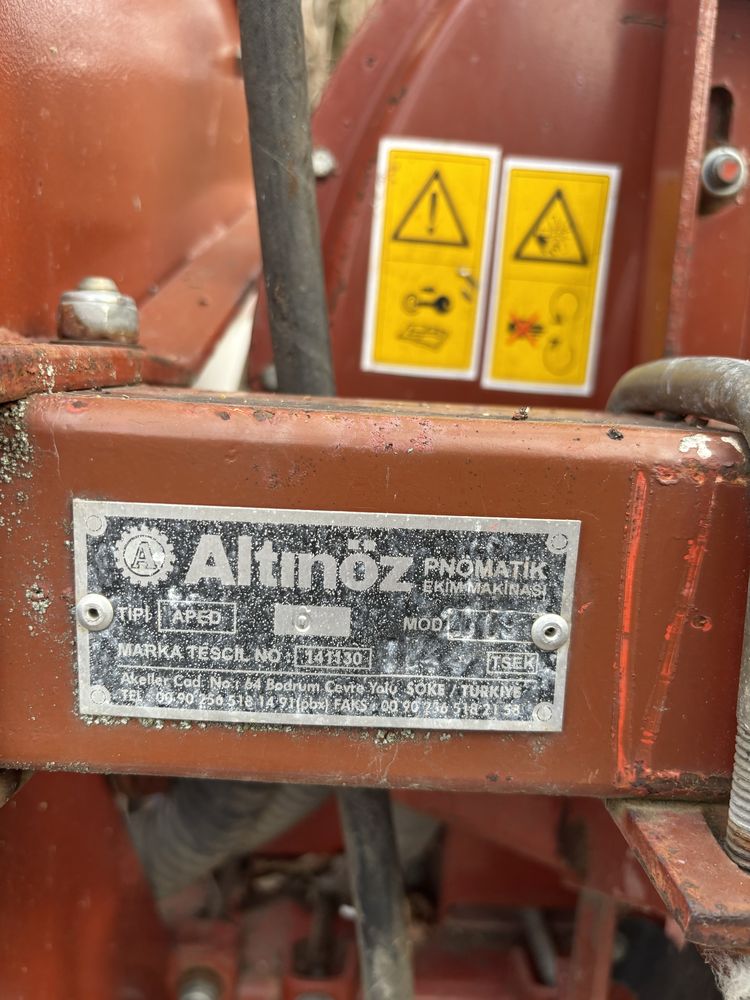 A Altınöz PNÖMATİK
EKİM MAKİNASI
TİPİ APED 6 MOD
MARKA TESCİL NO 141130 TSEK
Akeller Cad. No: 64 Bodrum Çevre Yolu SÖKE / TÜRKİYE
TEL 00 90 256 518 14 91 (pbx) FAKS: 00 90 256 518 21 53